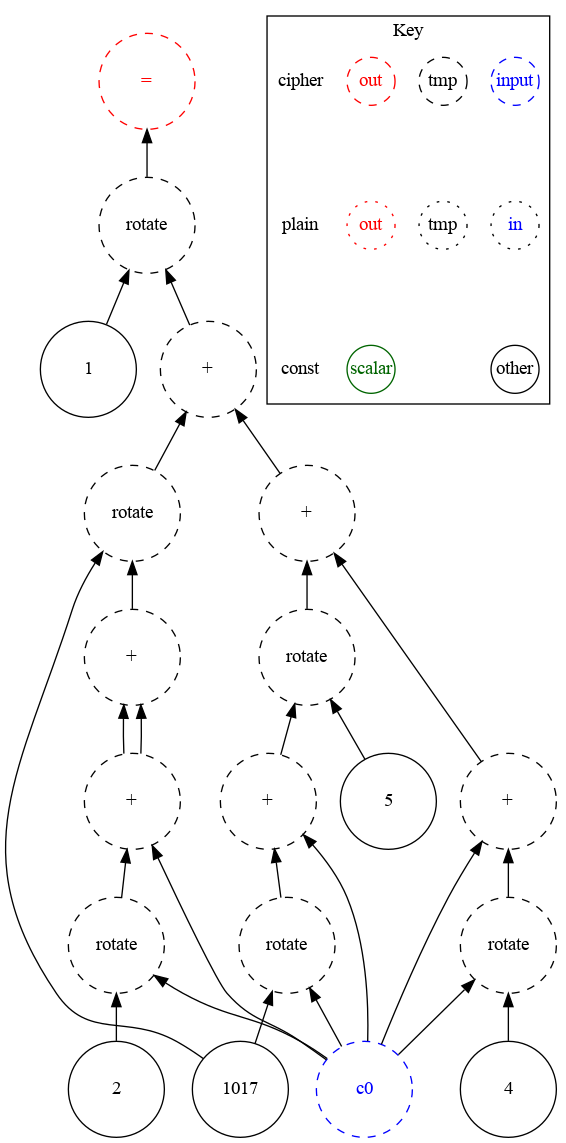 Key
=
cipher out tmp input
rotate
plain out tmp in
1
+
const scalar other
rotate
+
+
rotate
+
+
5
+
rotate
rotate
rotate
2
1017
c0
4